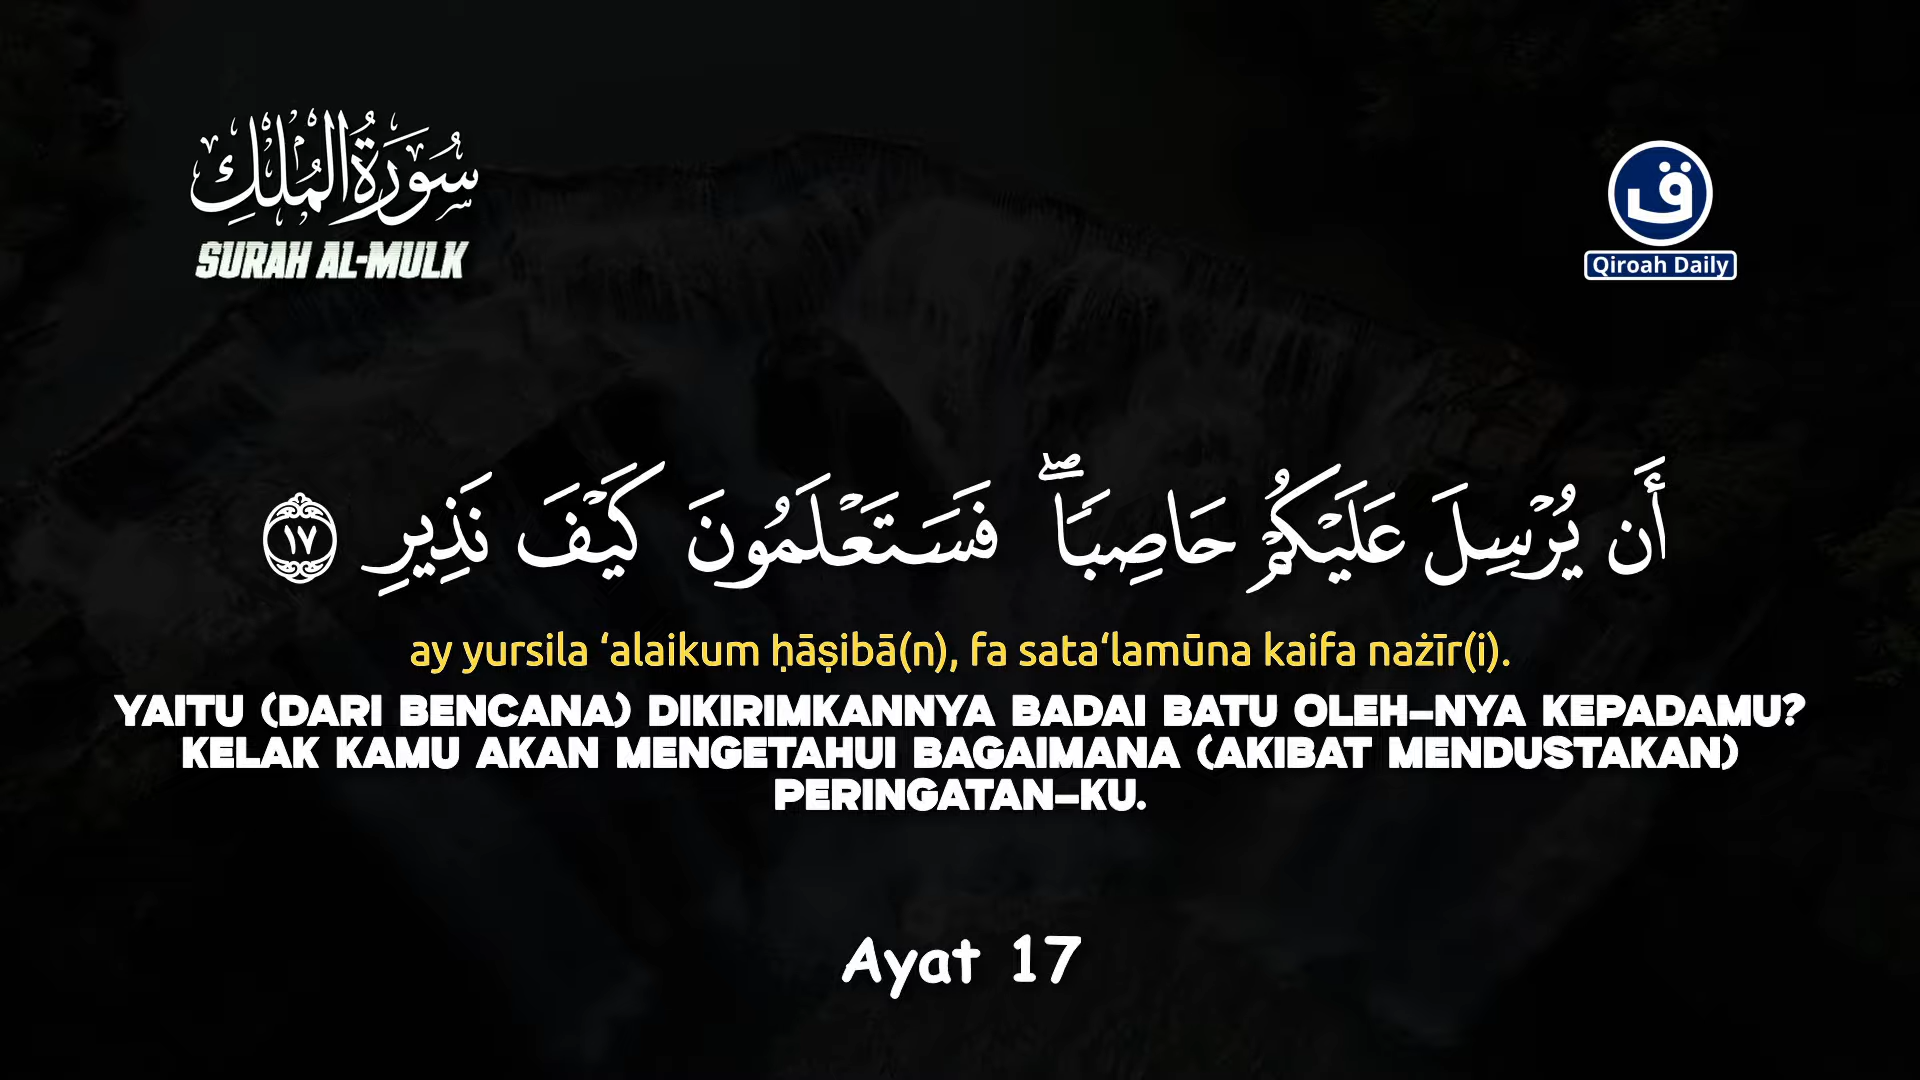 سُورَةُ المُلْكِ
SURAH AL-MULK
ق
Qiroah Daily
أَن يُرْسِلَ عَلَيْكُمْ حَاصِبًا ۖ فَسَتَعْلَمُونَ كَيْفَ نَذِيرِ ١٧
ay yursila ‘alaikum ḥāṣibā(n), fa sata‘lamūna kaifa nażīr(i).
YAITU (DARI BENCANA) DIKIRIMKANNYA BADAI BATU OLEH-NYA KEPADAMU?
KELAK KAMU AKAN MENGETAHUI BAGAIMANA (AKIBAT MENDUSTAKAN)
PERINGATAN-KU.
Ayat 17